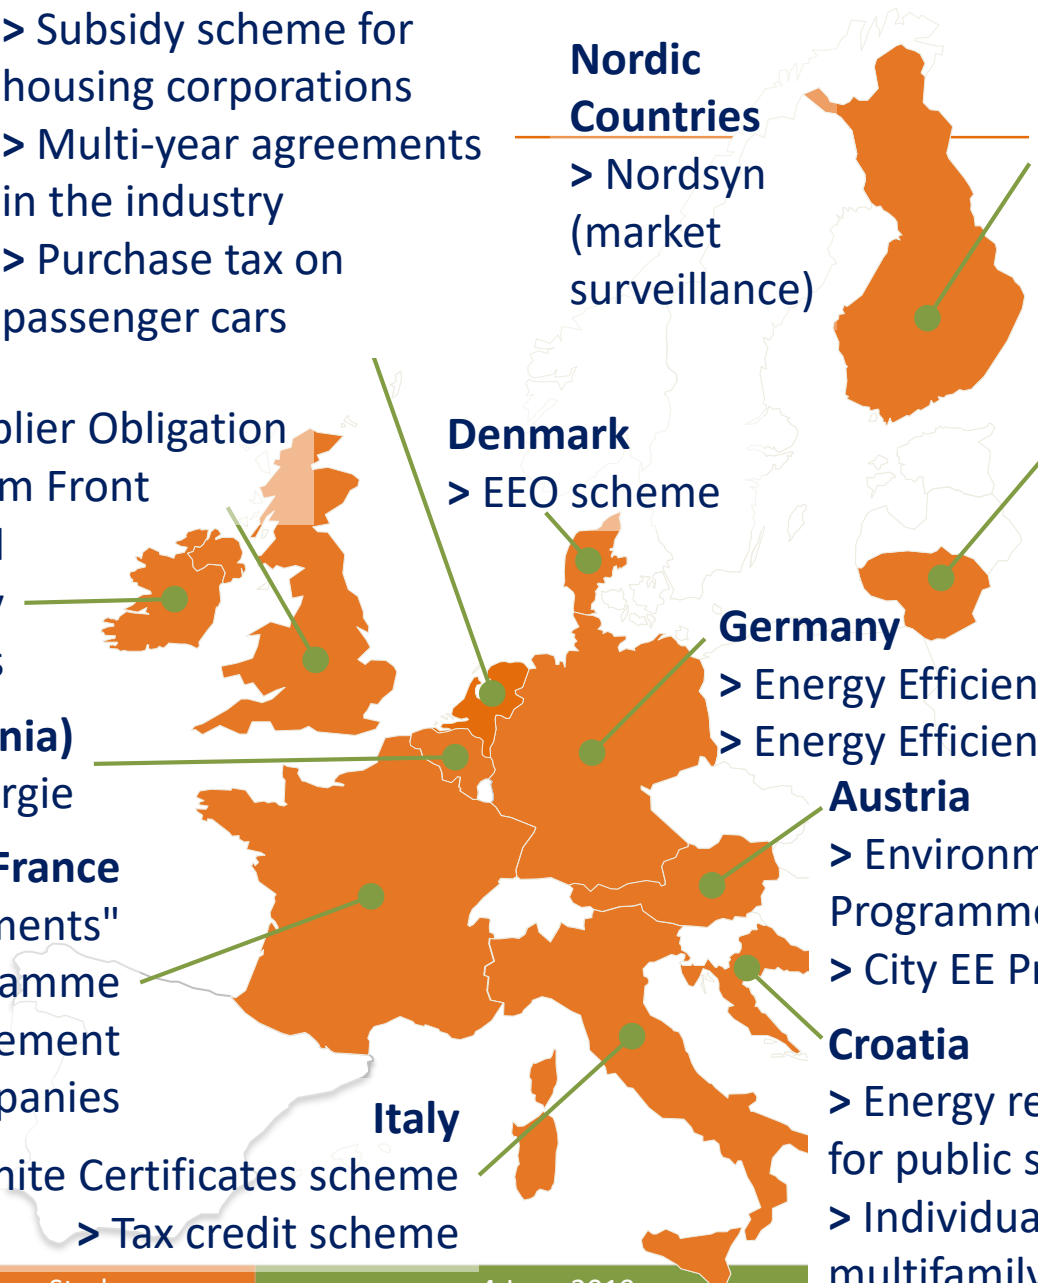 > Subsidy scheme for
housing corporations
> Multi-year agreements
in the industry
> Purchase tax on
passenger cars
Nordic
Countries
> Nordsyn
(market
surveillance)
plier Obligation
m Front
Denmark
> EEO scheme
Germany
> Energy Efficien
> Energy Efficien
nia)
rgie
Austria
> Environm
Programme
> City EE Pr
France
ments"
amme
ement
panies
Croatia
> Energy re
for public s
> Individua
multifamily
Italy
hite Certificates scheme
> Tax credit scheme